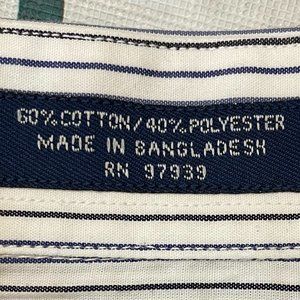 60% COTTON/40% POLYESTER
MADE IN BANGLADESH
RN 97939